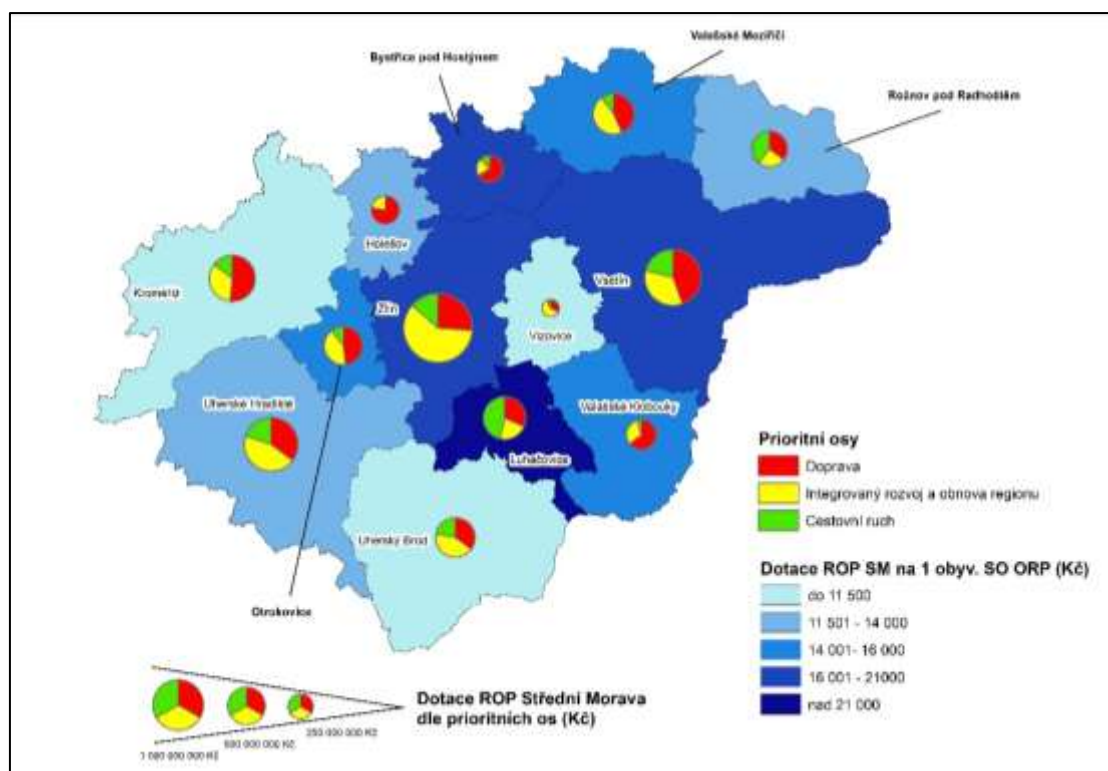 Valašské Meziříčí
Bystřice pod Hostýnem
Rožnov pod Radhoštěm
Holešov
Kroměříž
Vsetín
Zlín
Vizovice
Uherské Hradiště
Valašské Klobouky
Luhačovice
Uherský Brod
Otrokovice
Prioritní osy
Doprava
Integrovaný rozvoj a obnova regionu
Cestovní ruch
Dotace ROP SM na 1 obyv. SO ORP (Kč)
do 11 500
11 501 - 14 000
14 001- 16 000
16 001 - 21000
nad 21 000
Dotace ROP Střední Morava
dle prioritních os (Kč)
250 000 000 Kč
500 000 000 Kč
1 000 000 000 Kč